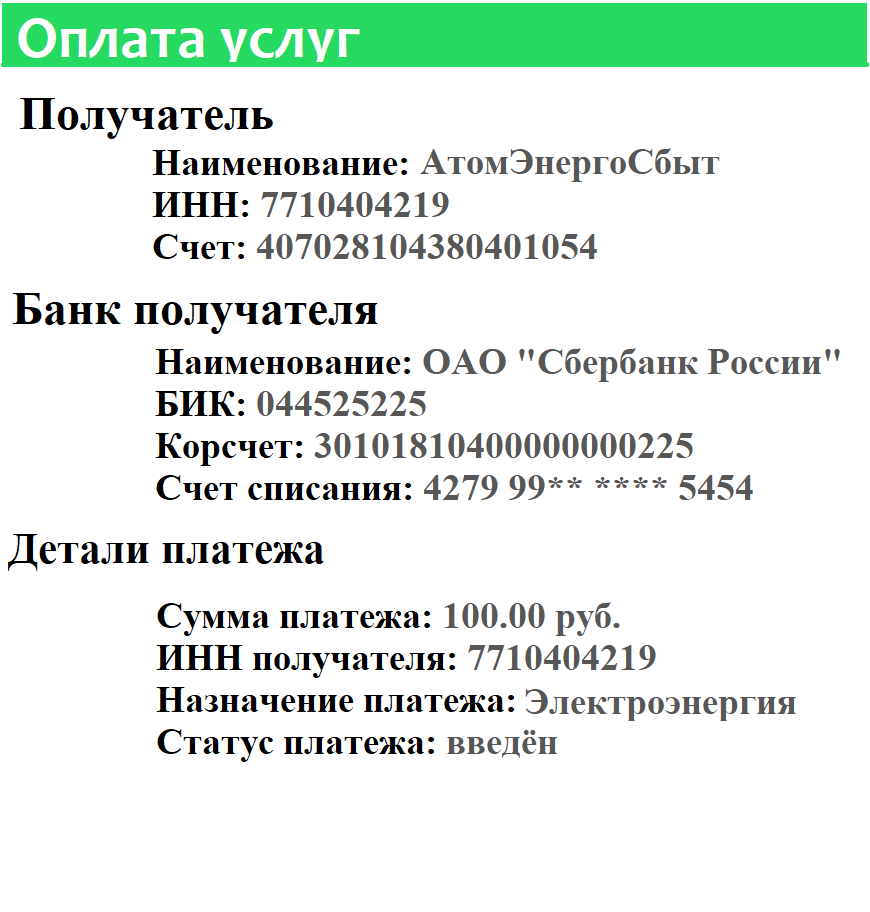 Оплата услуг
Получатель
Наименование: АтомЭнергоСбыт
ИНН: 7710404219
Счет: 407028104380401054
Банк получателя
Наименование: ОАО "Сбербанк России"
БИК: 044525225
Корсчет: 30101810400000000225
Счет списания: 4279 99** **** 5454
Детали платежа
Сумма платежа: 100.00 руб.
ИНН получателя: 7710404219
Назначение платежа: Электроэнергия
Статус платежа: введён